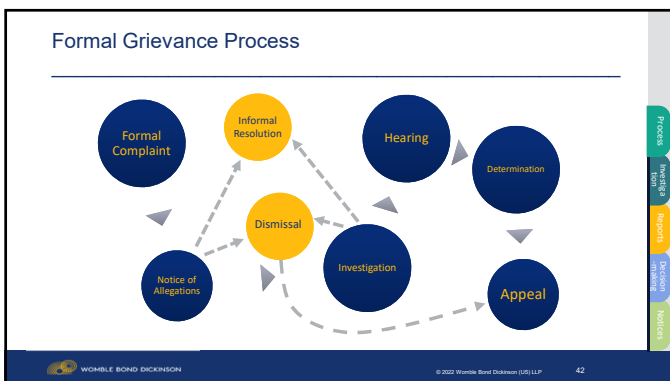 Formal Grievance Process
Formal
Complaint
Informal
Resolution
Hearing
Determination
Dismissal
Notice of
Allegations
Investigation
Appeal
Process
Investiga
tion
Reports
Decision
-making
Notices
WOMBLE BOND DICKINSON
© 2022 Womble Bond Dickinson (US) LLP
42